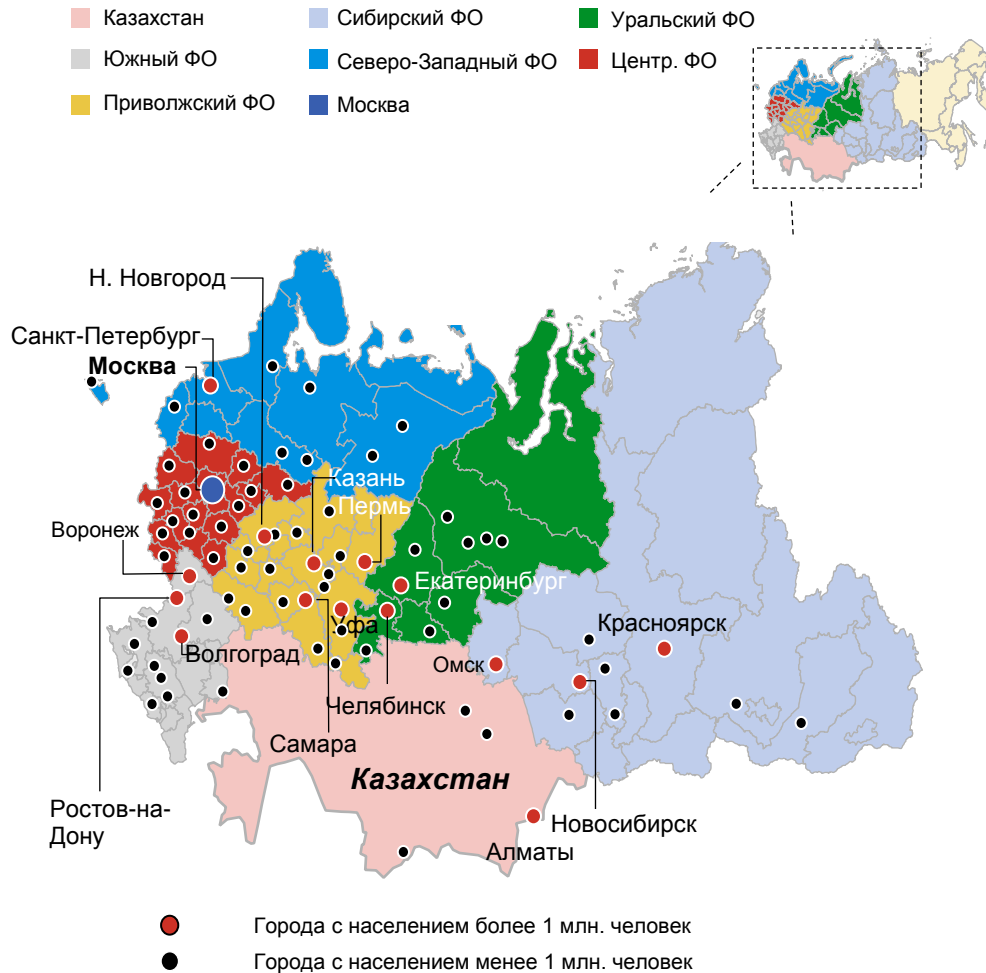 Казахстан
Сибирский ФО
Уральский ФО
Южный ФО
Северо-Западный ФО
Центр. ФО
Приволжский ФО
Москва
Н. Новгород
Санкт-Петербург
Москва
Казань
Пермь
Воронеж
Екатеринбург
Красноярск
Уфа
Волгоград
Омск
Челябинск
Самара
Казахстан
Ростов-на-
Дону
Новосибирск
Алматы
Города с населением более 1 млн. человек
Города с населением менее 1 млн. человек